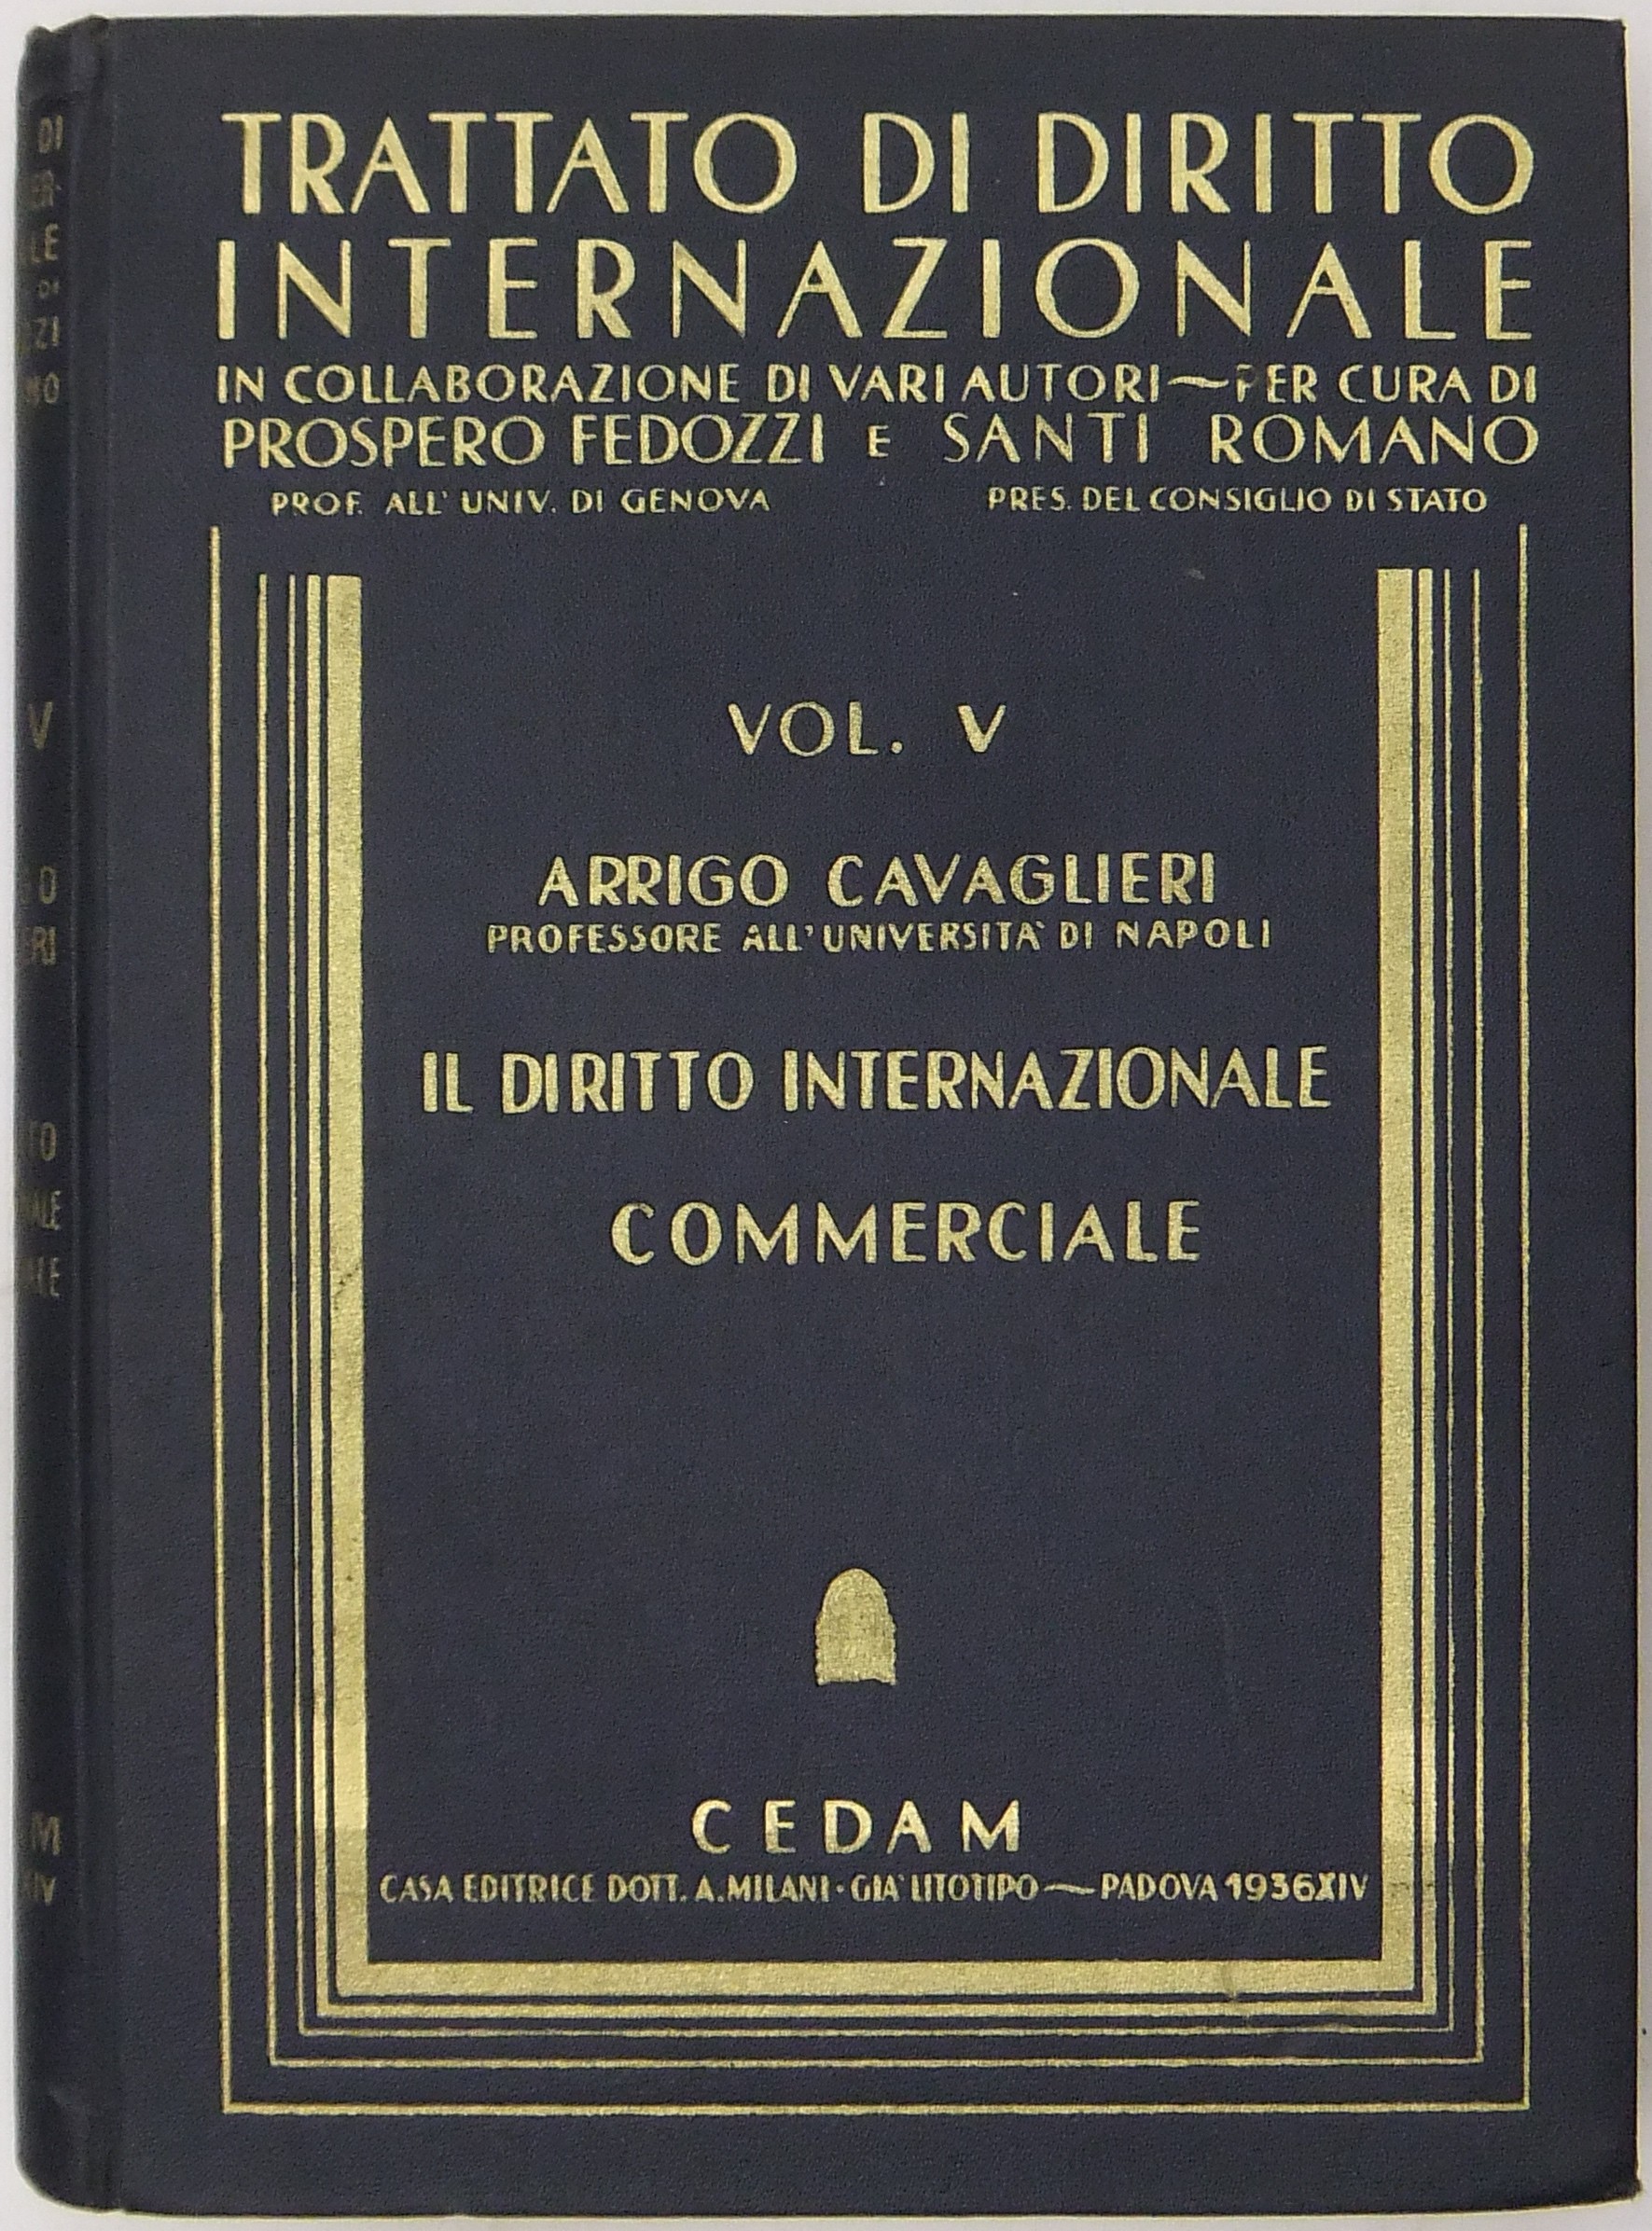 TRATTATO DI DIRITTO
INTERNAZIONALE
IN COLLABORAZIONE DI VARI AUTORI — PER CURA DI
PROSPERO FEDOZZI E SANTI ROMANO
PROF. ALL' UNIV. DI GENOVA PRES. DEL CONSIGLIO DI STATO
VOL. V
ARRIGO CAVAGLIERI
PROFESSORE ALL' UNIVERSITA' DI NAPOLI
IL DIRITTO INTERNAZIONALE
COMMERCIALE
CEDAM
CASA EDITRICE DOTT. A. MILANI · GIA' LITOTIPO — PADOVA 1936 XIV
DI
V